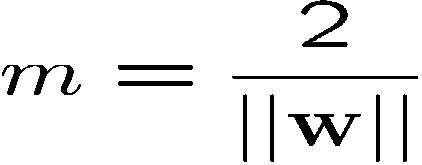 m = 2 / ||w||